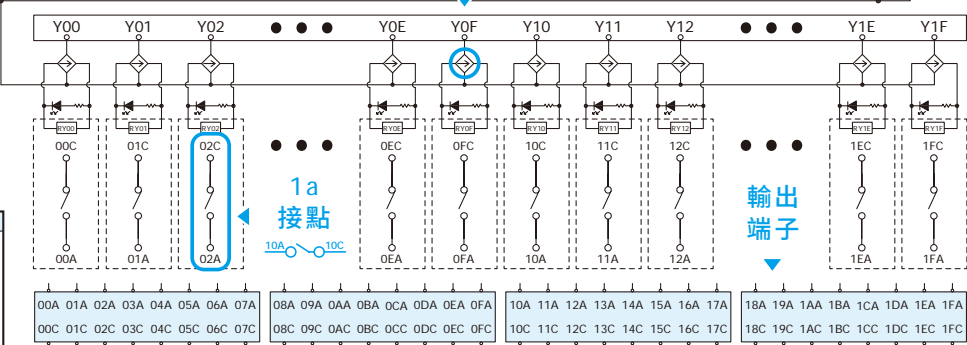 Y00 Y01 Y02 ● ● ● Y0E Y0F Y10 Y11 Y12 ● ● ● Y1E Y1F
RY00 RY01 RY02 RY0E RY0F RY10 RY11 RY12 RY1E RY1F
00C 01C 02C ● ● ● 0EC 0FC 10C 11C 12C ● ● ● 1EC 1FC
1a
接點
10A 10C
輸出
端子
00A 01A 02A 0EA 0FA 10A 11A 12A 1EA 1FA
00A 01A 02A 03A 04A 05A 06A 07A 08A 09A 0AA 0BA 0CA 0DA 0EA 0FA 10A 11A 12A 13A 14A 15A 16A 17A 18A 19A 1AA 1BA 1CA 1DA 1EA 1FA
00C 01C 02C 03C 04C 05C 06C 07C 08C 09C 0AC 0BC 0CC 0DC 0EC 0FC 10C 11C 12C 13C 14C 15C 16C 17C 18C 19C 1AC 1BC 1CC 1DC 1EC 1FC